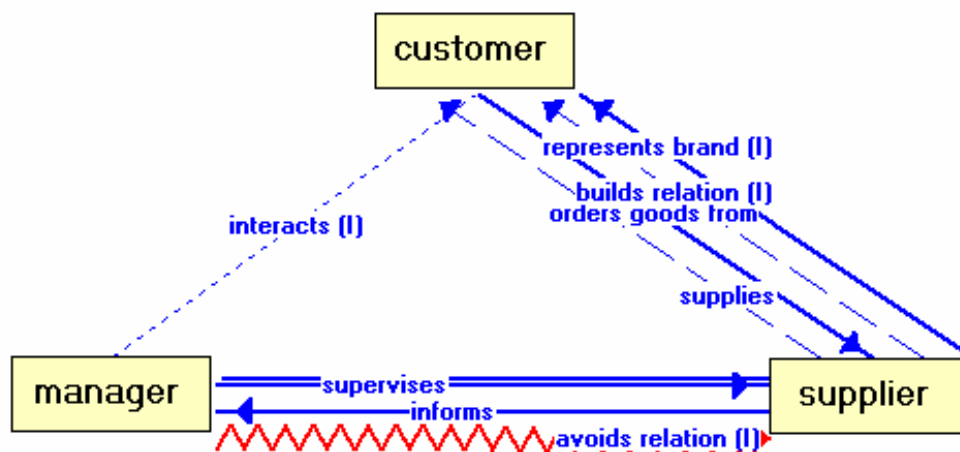 customer
represents brand (I)
builds relation (I)
interacts (I)
orders goods from
supplies
manager
supervises
supplier
informs
avoids relation (I)